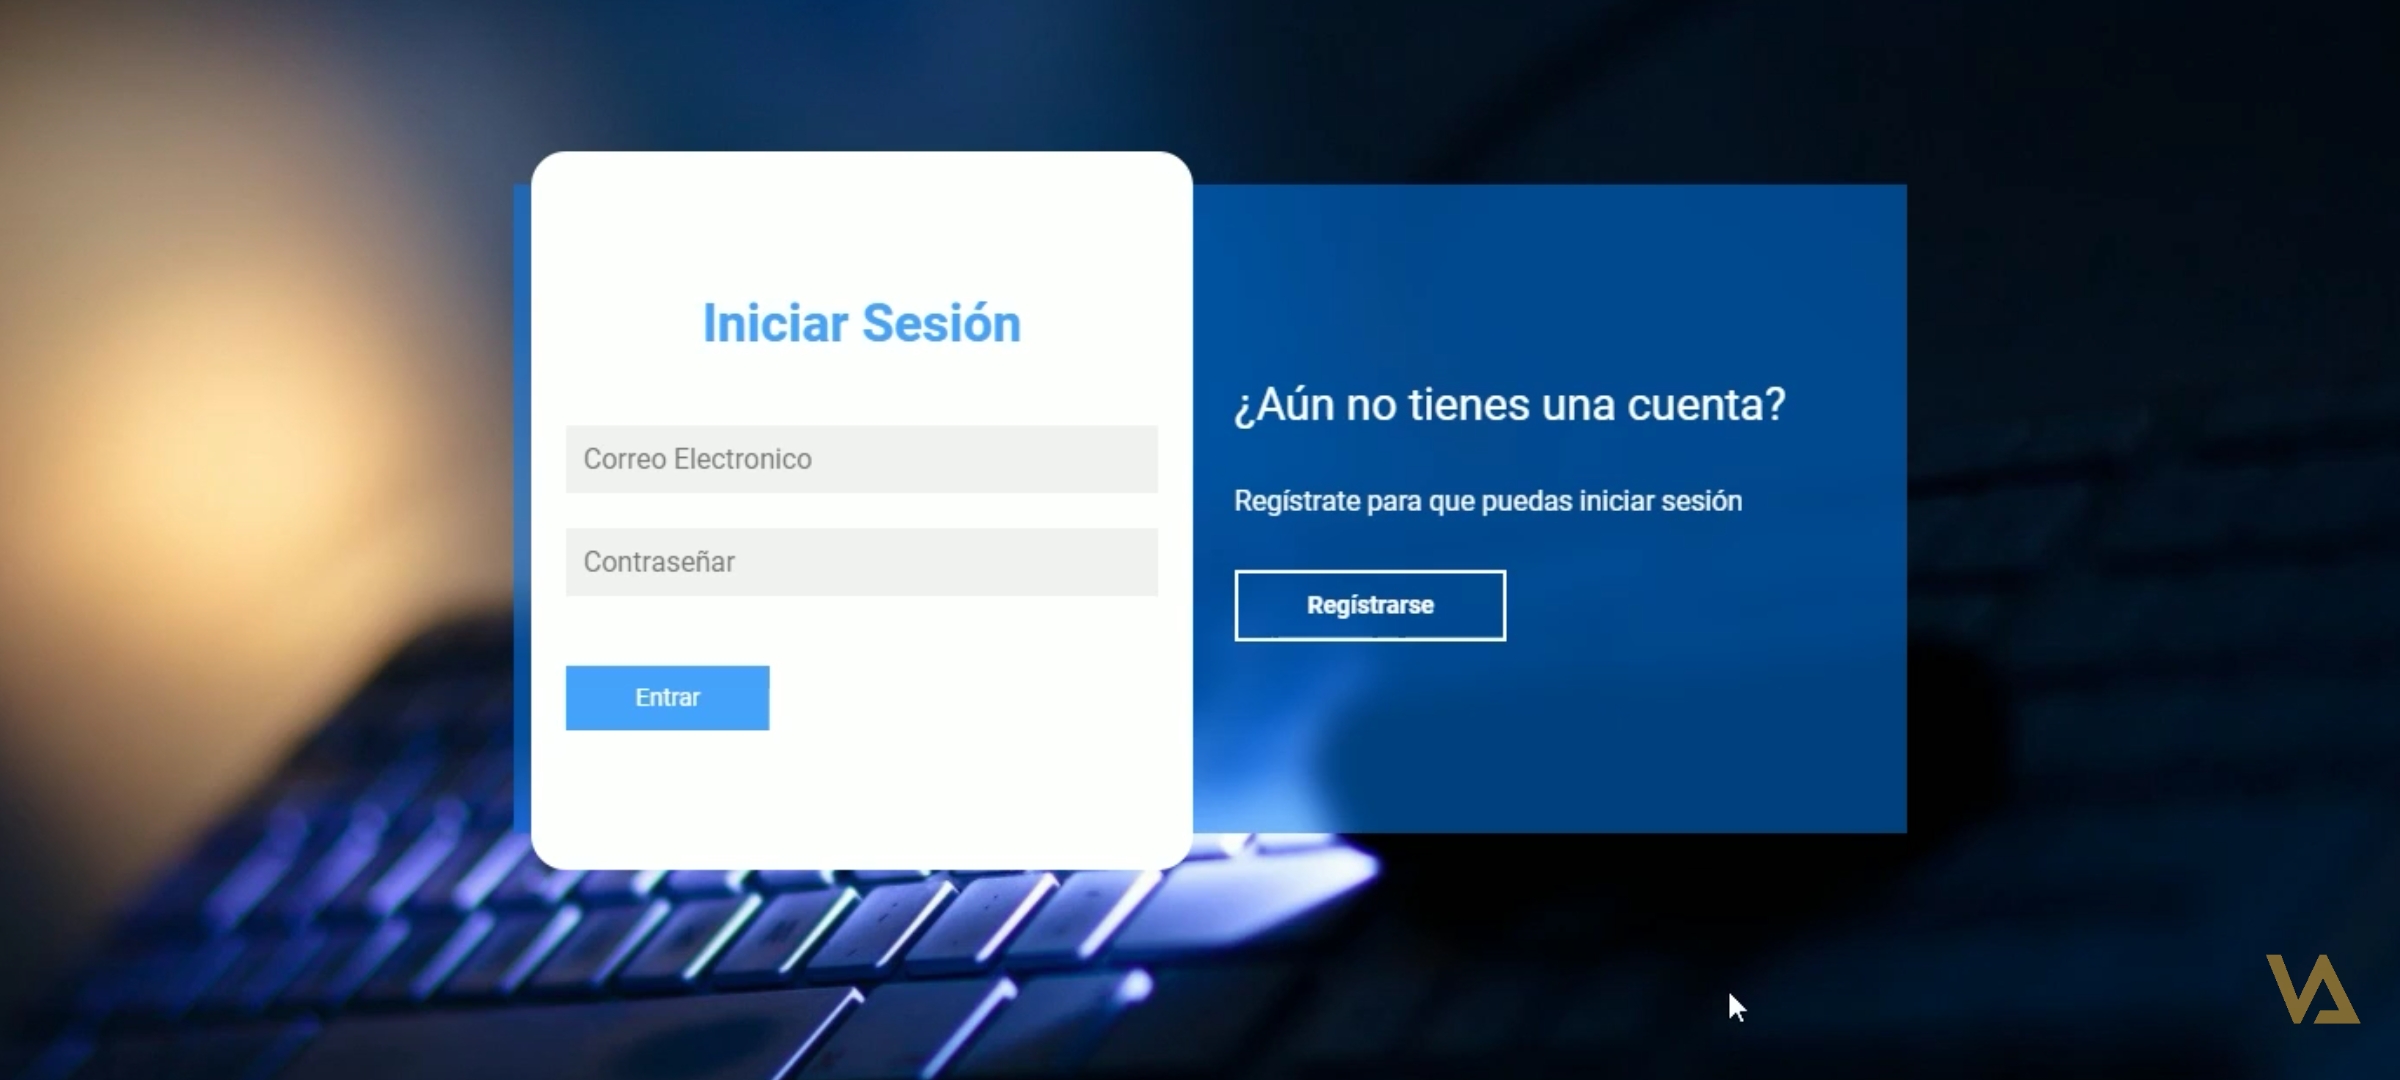 Iniciar Sesión
Correo Electronico
Contraseñar
Entrar
¿Aún no tienes una cuenta?
Regístrate para que puedas iniciar sesión
Regístrarse
VA